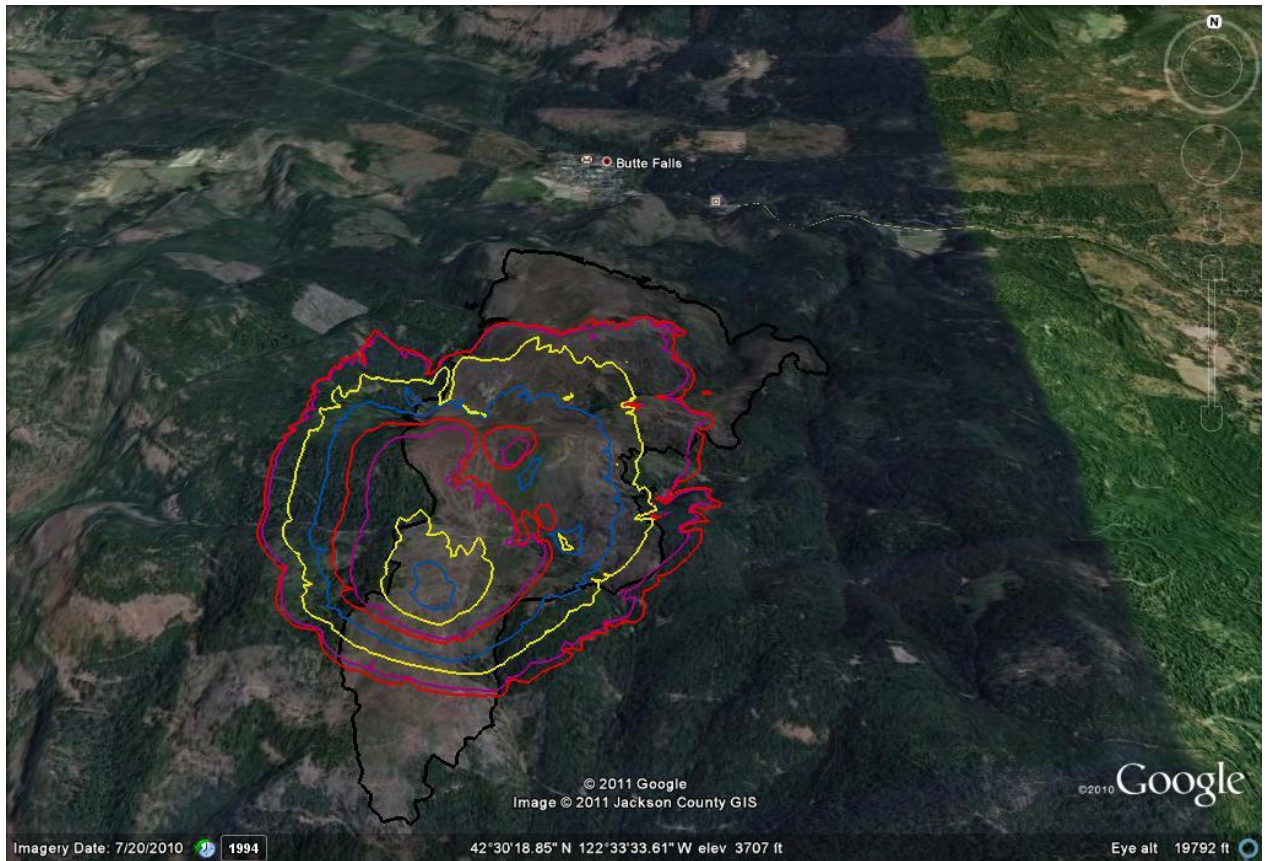 N
Butte Falls
© 2011 Google
Image © 2011 Jackson County GIS
©2010 Google
Imagery Date: 7/20/2010 1994 42°30'18.85" N 122°33'33.61" W elev 3707 ft Eye alt 19792 ft